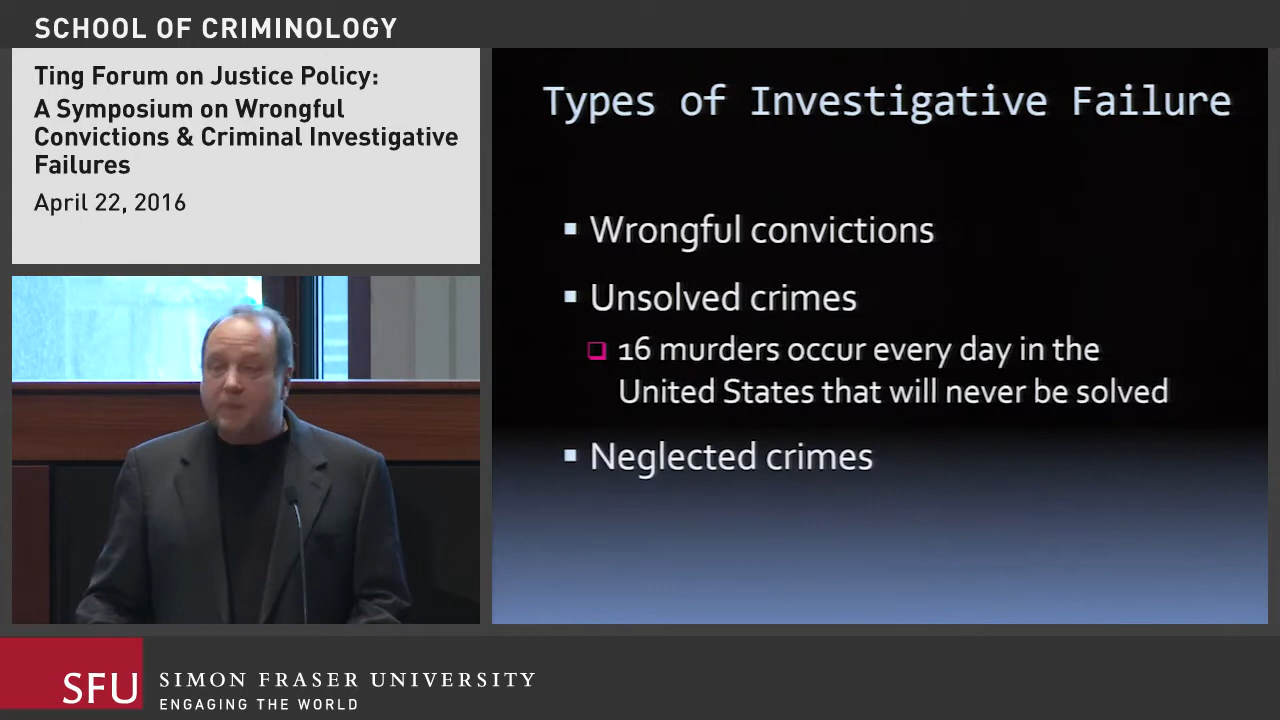 SCHOOL OF CRIMINOLOGY
Ting Forum on Justice Policy:
A Symposium on Wrongful
Convictions & Criminal Investigative
Failures
April 22, 2016
Types of Investigative Failure
Wrongful convictions
Unsolved crimes
16 murders occur every day in the
United States that will never be solved
Neglected crimes
SFU
SIMON FRASER UNIVERSITY
ENGAGING THE WORLD